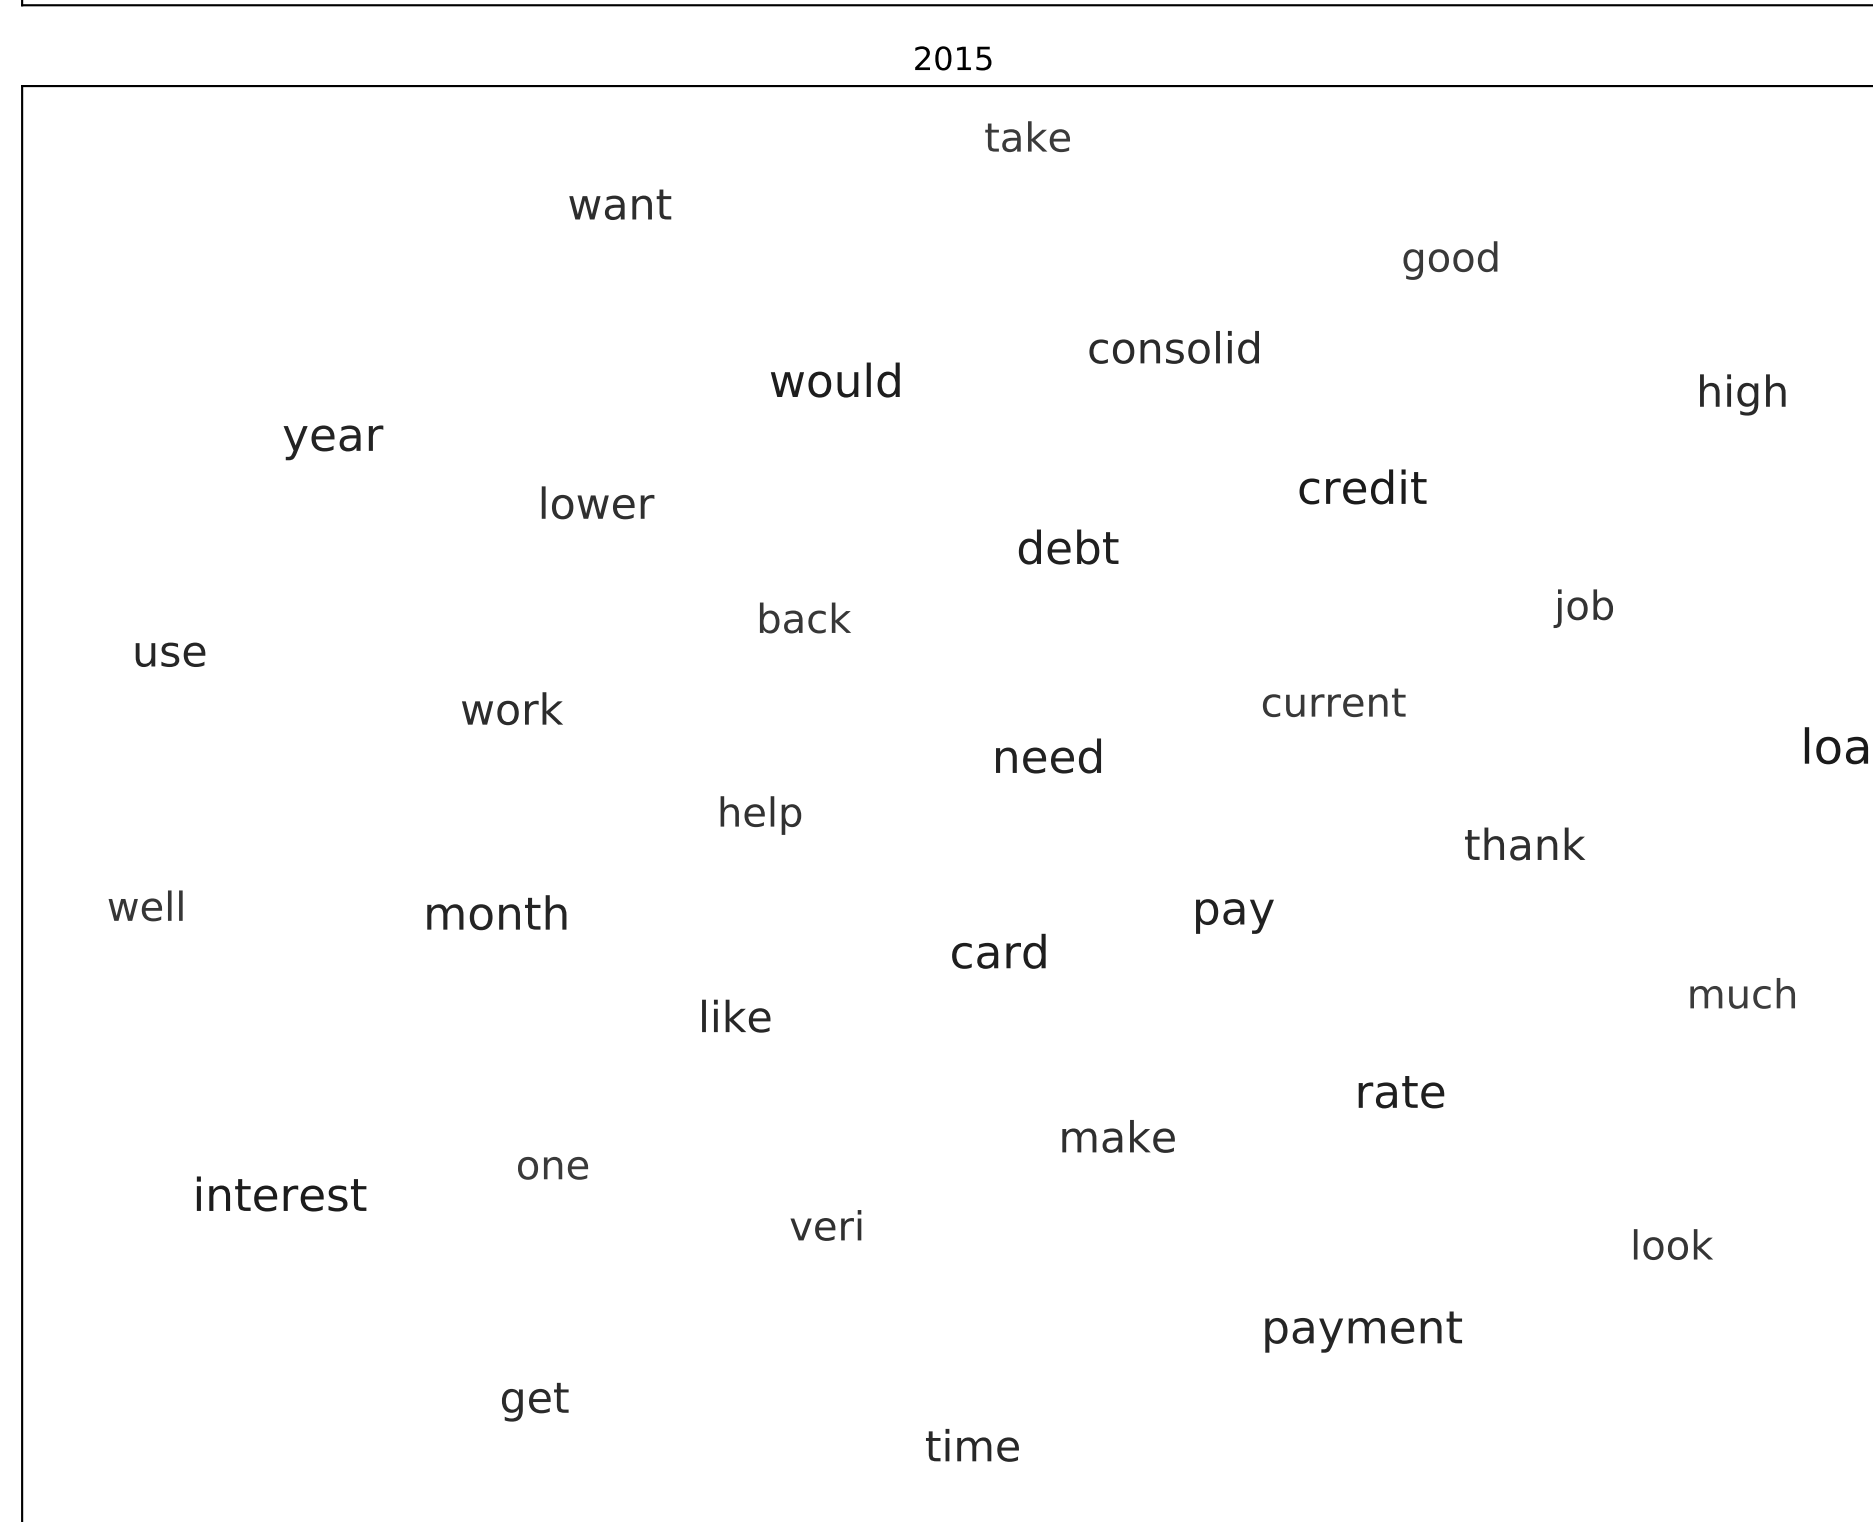 2015
take
want
good
consolid
would
high
year
credit
lower
debt
job
back
use
current
work
loa
need
help
thank
well
pay
month
card
much
like
rate
make
one
interest
veri
look
payment
get
time